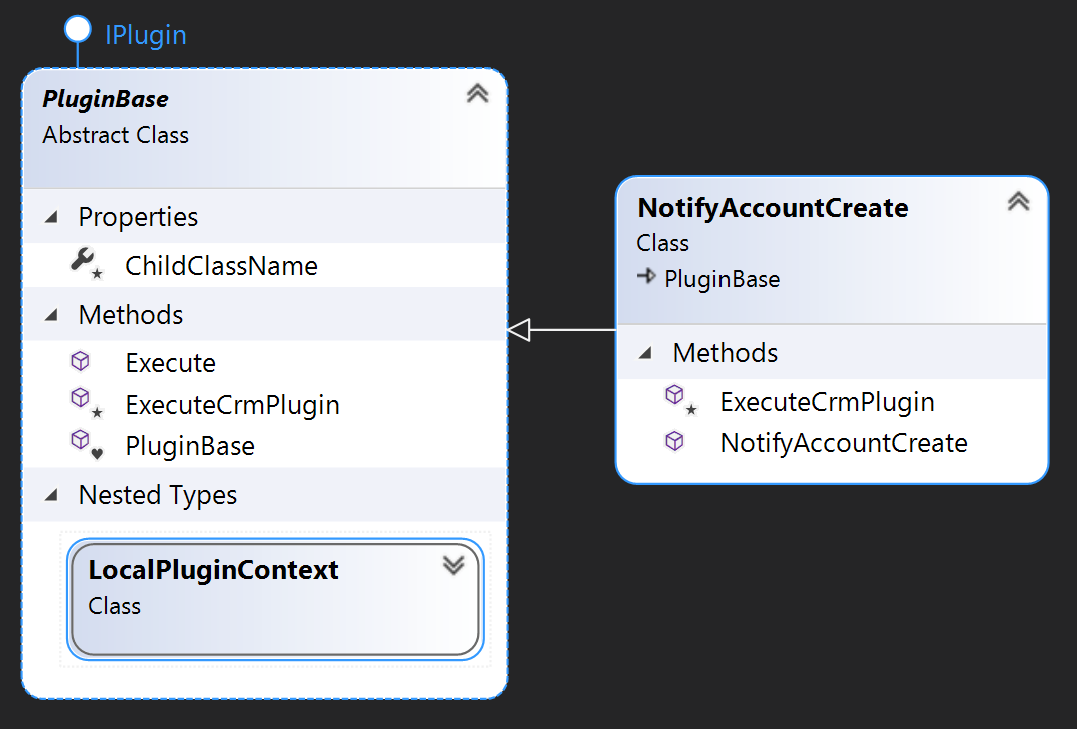 IPlugin
PluginBase
Abstract Class
Properties
ChildClassName
Methods
Execute
ExecuteCrmPlugin
PluginBase
Nested Types
LocalPluginContext
Class
NotifyAccountCreate
Class
PluginBase
Methods
ExecuteCrmPlugin
NotifyAccountCreate